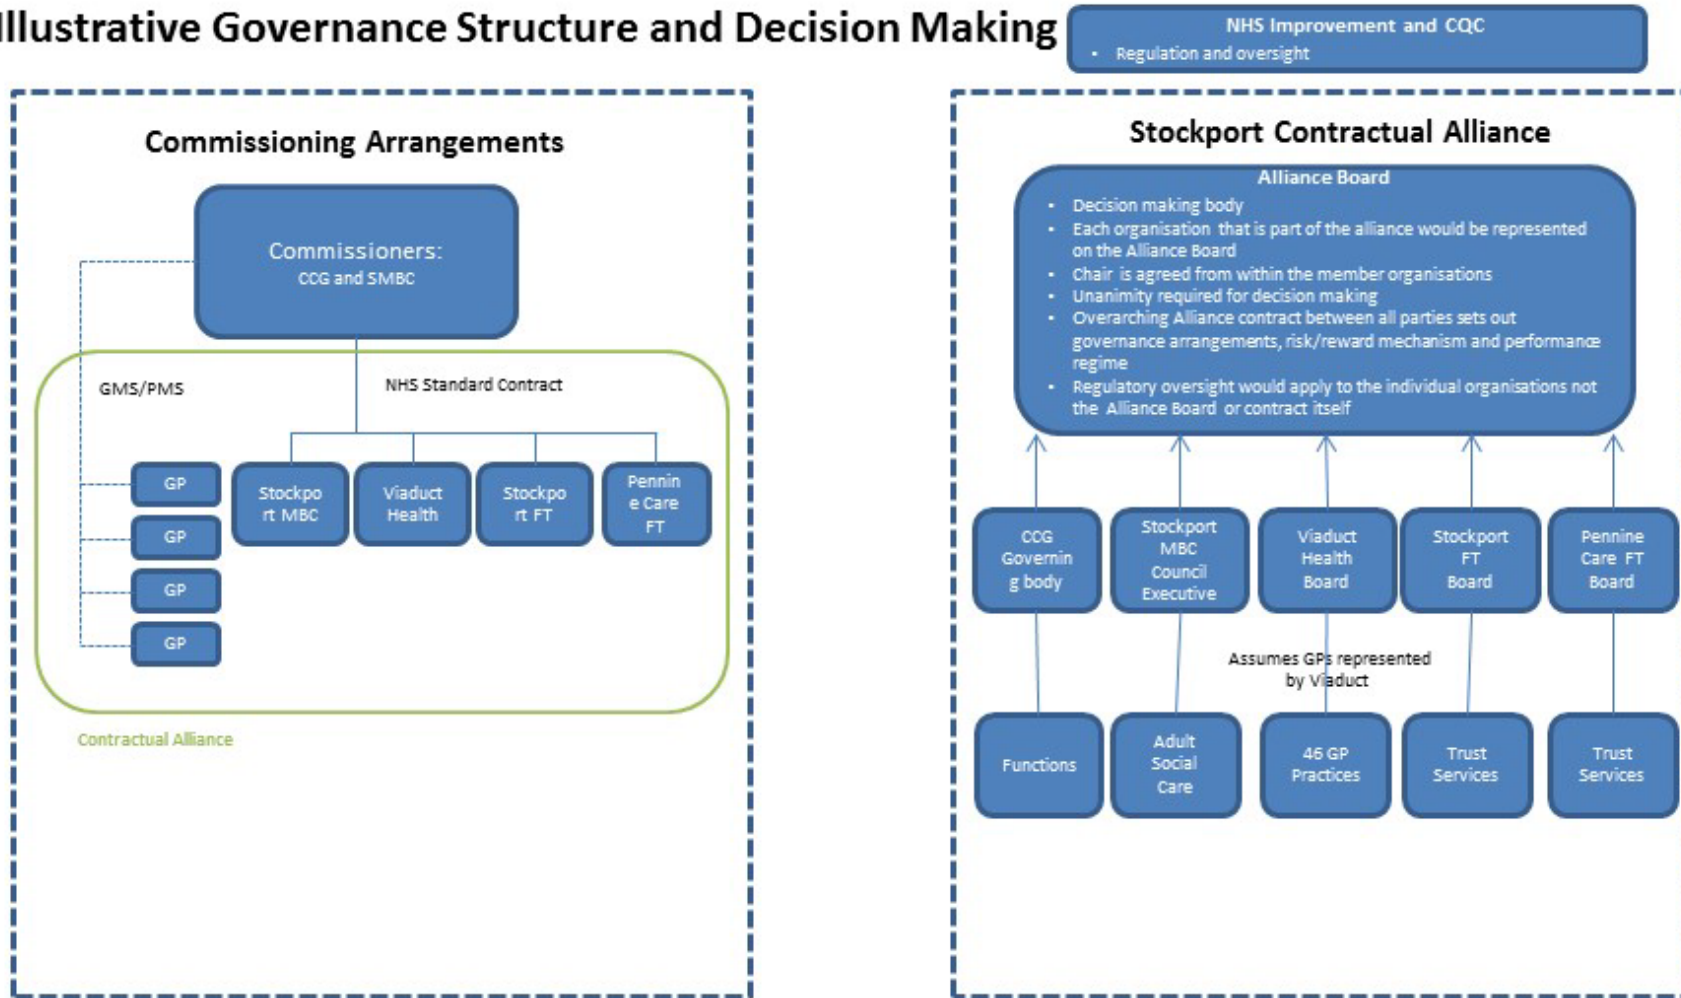 Illustrative Governance Structure and Decision Making
NHS Improvement and CQC
• Regulation and oversight
Commissioning Arrangements
Commissioners:
CCG and SMBC
GMS/PMS
NHS Standard Contract
GP
GP
GP
GP
Stockpo
rt MBC
Viaduct
Health
Stockpo
rt FT
Pennin
e Care
FT
Contractual Alliance
Stockport Contractual Alliance
Alliance Board
• Decision making body
• Each organisation that is part of the alliance would be represented
on the Alliance Board
• Chair is agreed from within the member organisations
• Unanimity required for decision making
• Overarching Alliance contract between all parties sets out
governance arrangements, risk/reward mechanism and performance
regime
• Regulatory oversight would apply to the individual organisations not
the Alliance Board or contract itself
CCG
Governin
g body
Stockport
MBC
Council
Executive
Viaduct
Health
Board
Stockport
FT
Board
Pennine
Care FT
Board
Assumes GPs represented
by Viaduct
Functions
Adult
Social
Care
46 GP
Practices
Trust
Services
Trust
Services